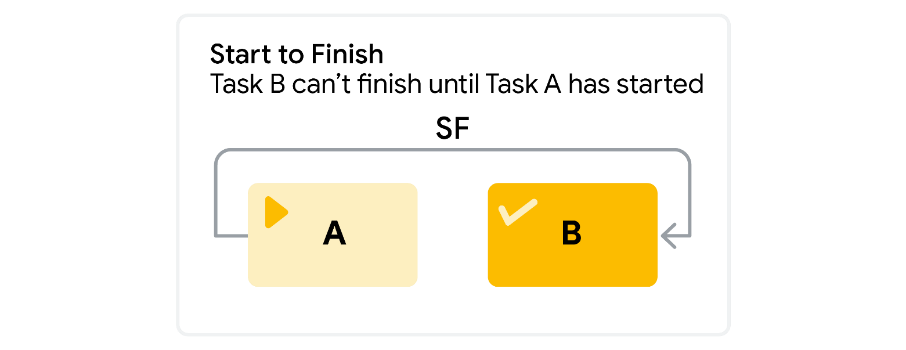 Start to Finish
Task B can’t finish until Task A has started
SF
A
B